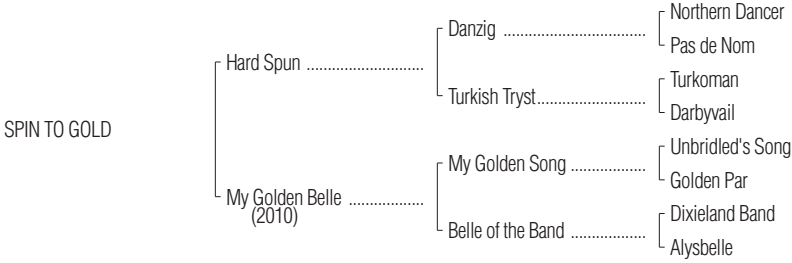 Northern Dancer
Danzig ..................................
Pas de Nom
Hard Spun ............................
Turkoman
Turkish Tryst..........................
Darbyvail
SPIN TO GOLD
Unbridled's Song
My Golden Song ..................
Golden Par
My Golden Belle ..................
(2010)
Dixieland Band
Belle of the Band ..................
Alysbelle